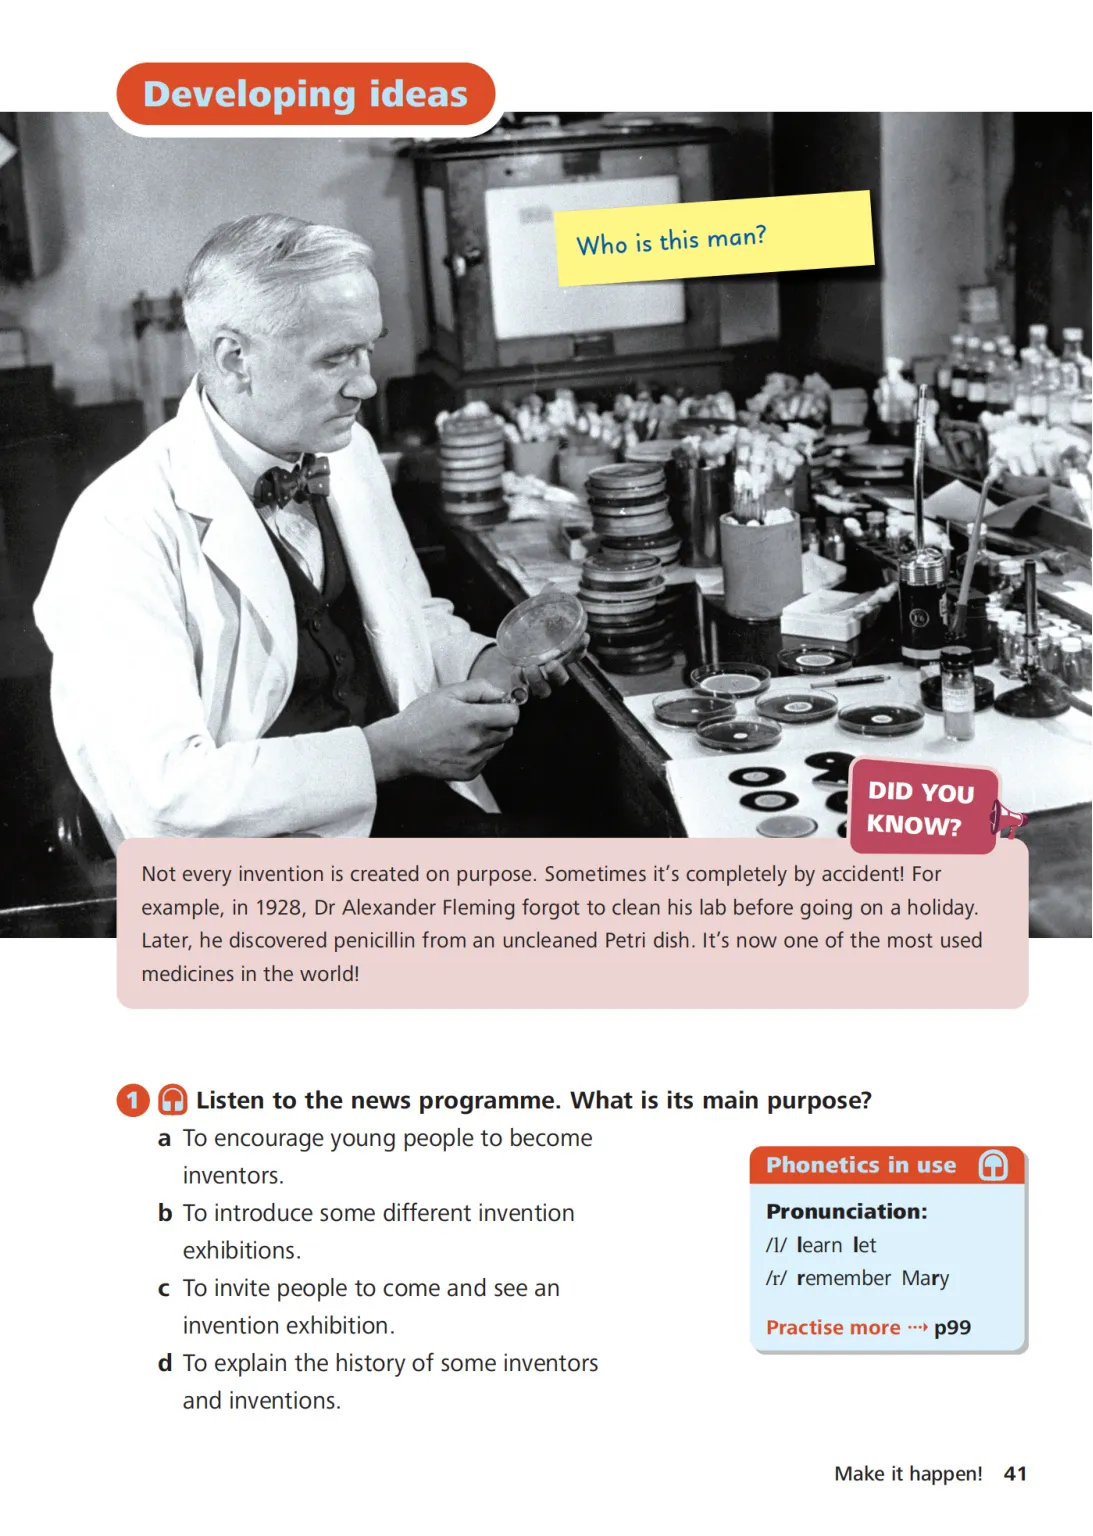 Developing ideas
Who is this man?
DID YOU
KNOW?
Not every invention is created on purpose. Sometimes it's completely by accident! For
example, in 1928, Dr Alexander Fleming forgot to clean his lab before going on a holiday.
Later, he discovered penicillin from an uncleaned Petri dish. It's now one of the most used
medicines in the world!
1 Listen to the news programme. What is its main purpose?
a To encourage young people to become
inventors.
b To introduce some different invention
exhibitions.
c To invite people to come and see an
invention exhibition.
d To explain the history of some inventors
and inventions.
Phonetics in use
Pronunciation:
/l/ learn let
/r/ remember Mary
Practise more ⤑ p99
Make it happen! 41